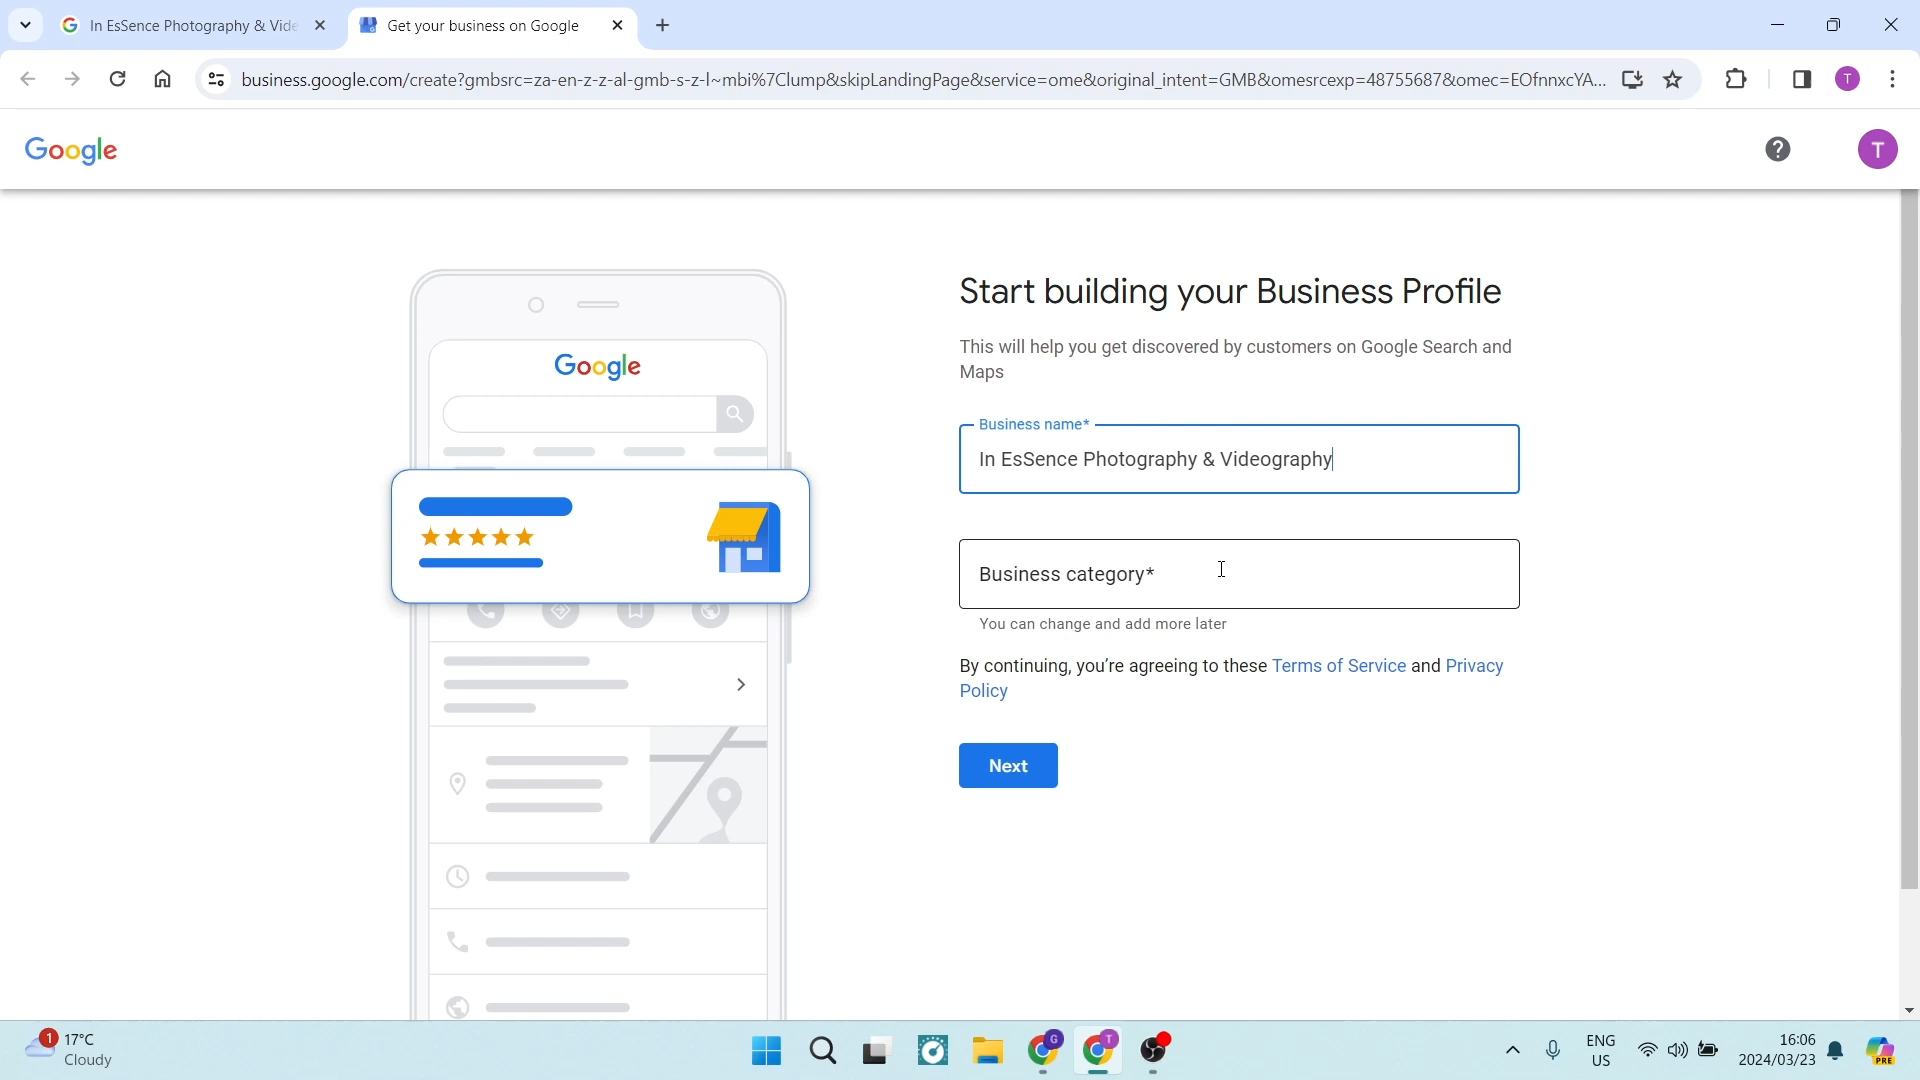 In EsSence Photography & Vide
Get your business on Google
business.google.com/create?gmbsrc=za-en-z-z-al-gmb-s-z-l~mbi%7Clump&skipLandingPage&service=ome&original_intent=GMB&omesrcexp=48755687&omec=EOfnnxcYA...
T
Google
?
T
Start building your Business Profile
This will help you get discovered by customers on Google Search and
Maps
Google
Business name*
In EsSence Photography & Videography
Business category*
You can change and add more later
By continuing, you're agreeing to these Terms of Service and Privacy
Policy
Next
1
17°C
Cloudy
G
T
ENG
US
16:06
2024/03/23
PRE